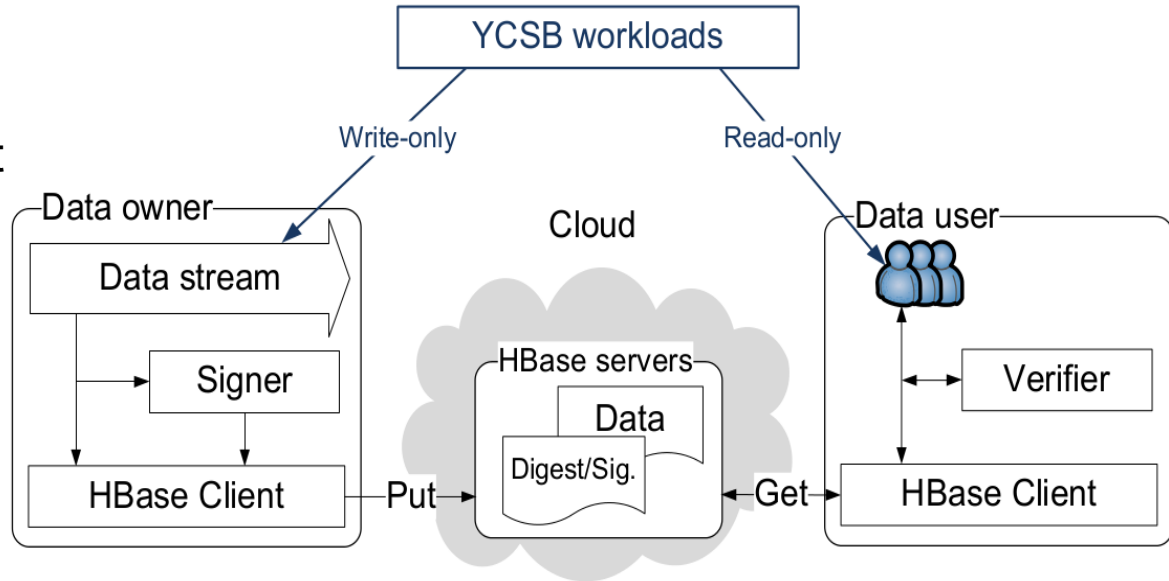 YCSB workloads
Write-only
Read-only
:
Data owner
Data stream
Signer
HBase Client
Put
Cloud
HBase servers
Data
Digest/Sig.
Get
Data user
Verifier
HBase Client